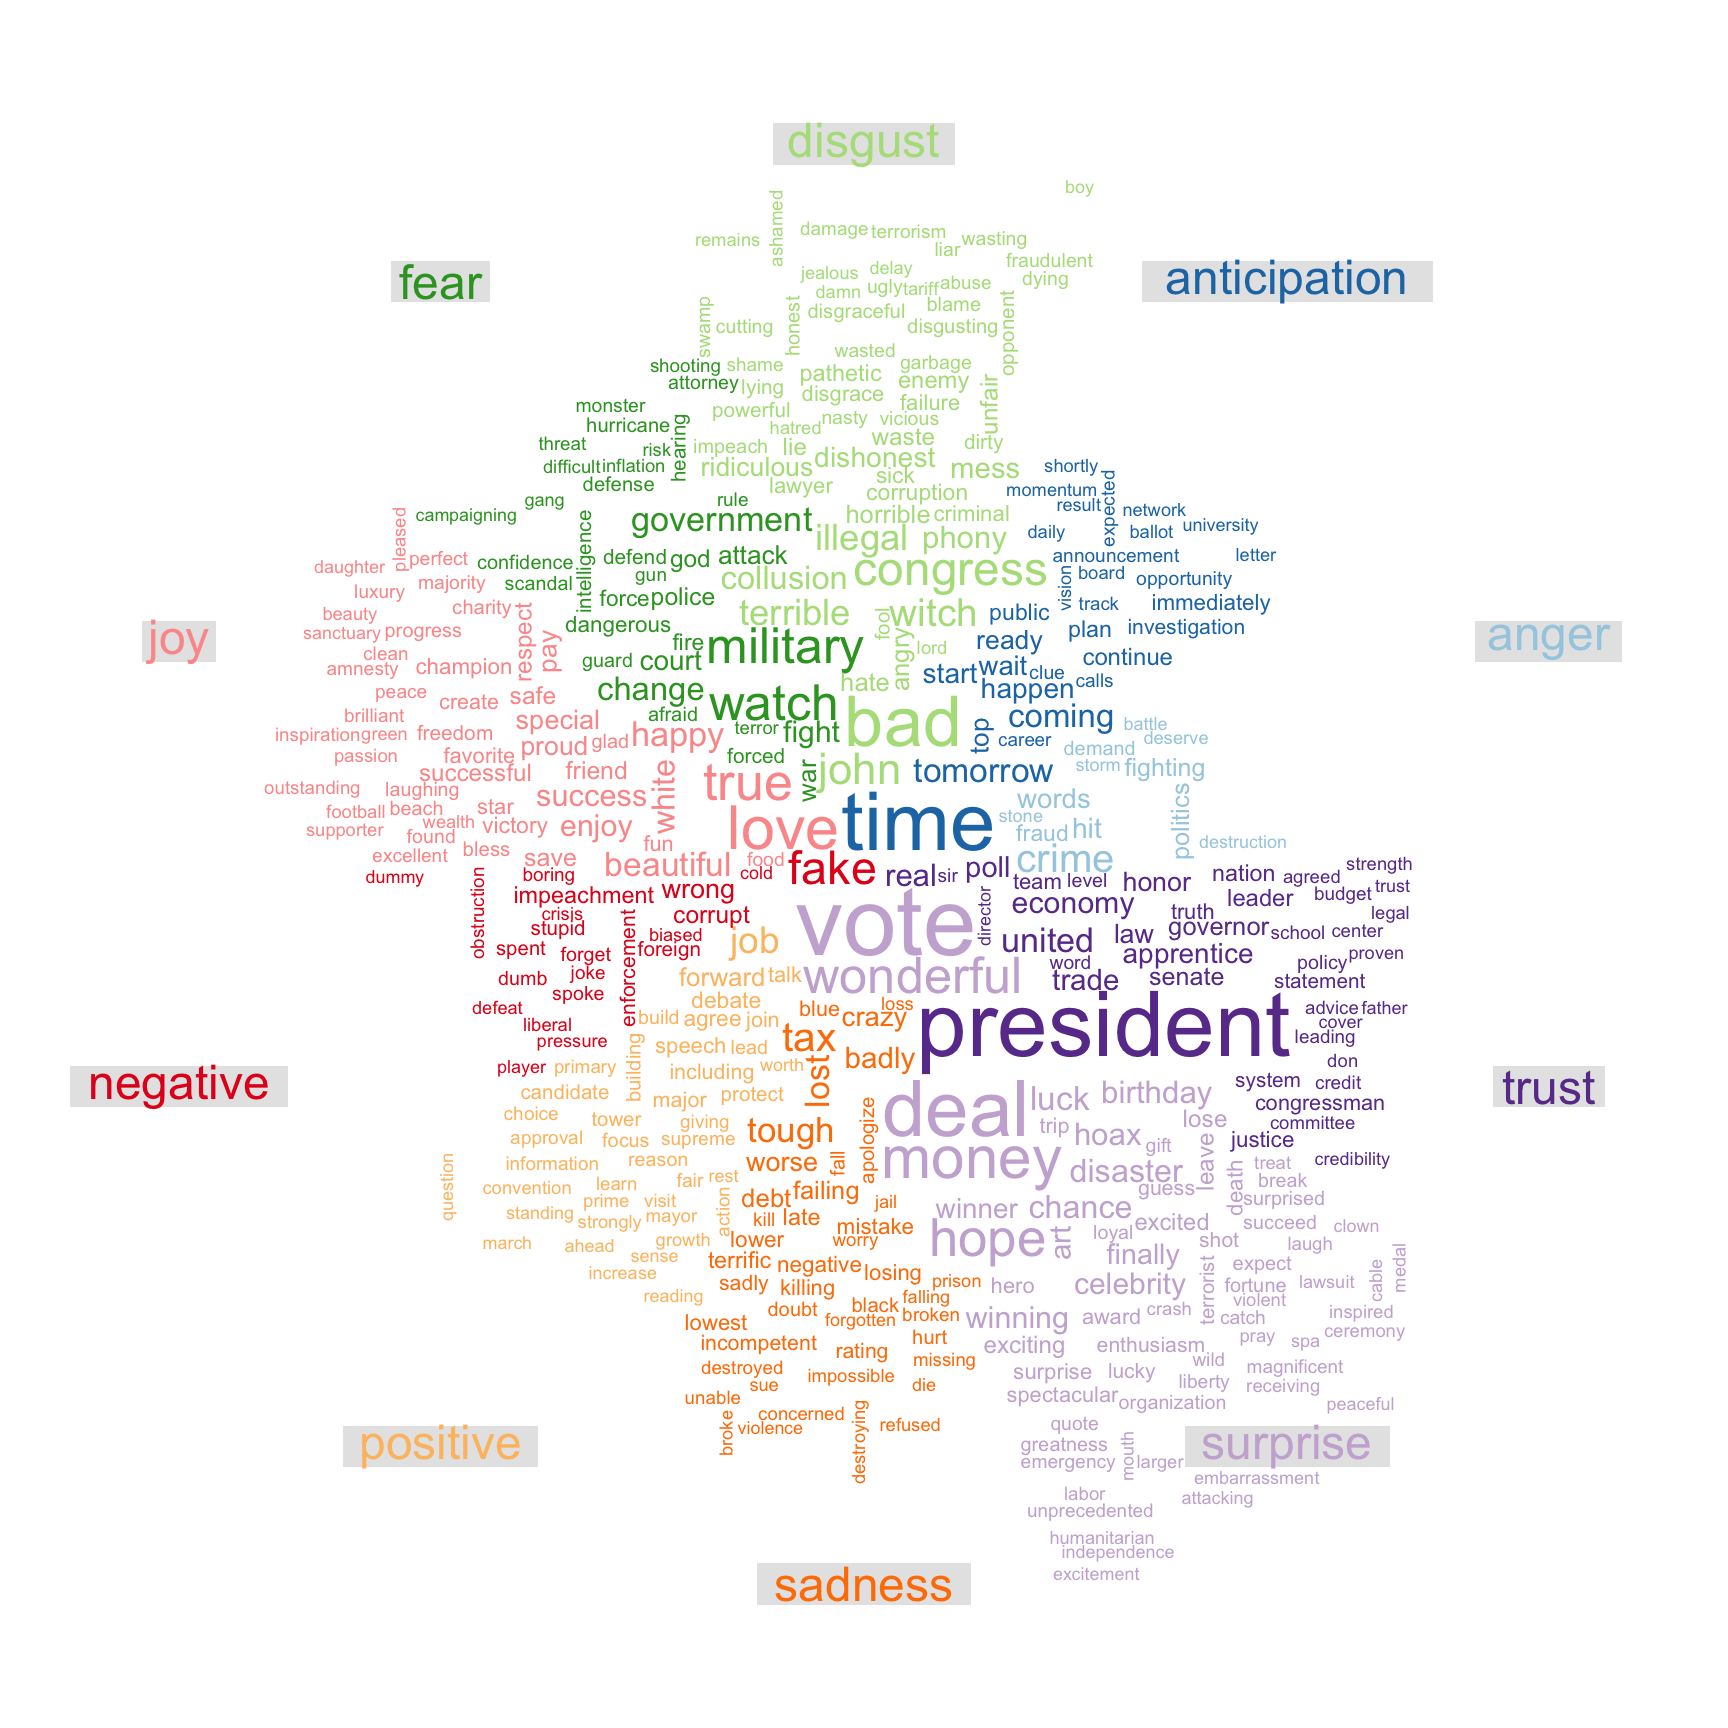 disgust
boy
ashamed
remains
damage
terrorism
wasting
liar
fear
anticipation
jealous
delay
fraudulent
damn
ugly
tariff
abuse
dying
swamp
cutting
honest
disgraceful
blame
disgusting
opponent
wasted
shooting
shame
garbage
attorney
lying
pathetic
enemy
disgrace
unfair
monster
powerful
failure
hurricane
nasty
vicious
hatred
hearing
threat
risk
impeach
lie
waste
dirty
difficult
inflation
ridiculous
dishonest
mess
shortly
defense
lawyer
sick
corruption
momentum
expected
gang
rule
result
network
campaigning
government
horrible
criminal
daily
ballot
university
pleased
intelligence
illegal
phony
perfect
confidence
defend
god
attack
announcement
letter
daughter
majority
scandal
gun
collusion
congress
vision
board
opportunity
luxury
beauty
charity
force
police
terrible
witch
public
track
immediately
sanctuary
progress
respect
pay
dangerous
fool
plan
investigation
joy
clean
fire
military
angry
lord
ready
anger
amnesty
champion
guard
court
start
wait
clue
continue
peace
create
safe
change
watch
hate
happen
calls
brilliant
special
afraid
bad
coming
battle
inspiration
green
freedom
proud
glad
happy
terror
fight
top
career
demand
deserve
passion
favorite
forced
storm
fighting
outstanding
laughing
successful
friend
white
true
war
john
tomorrow
football
beach
star
success
words
politics
supporter
wealth
victory
enjoy
love
time
stone
hit
found
fun
fraud
destruction
excellent
bless
save
beautiful
food
fake
crime
strength
dummy
boring
cold
real
sir
poll
team
level
honor
nation
agreed
trust
obstruction
impeachment
wrong
economy
leader
budget
crisis
corrupt
vote
director
truth
legal
stupid
enforcement
biased
job
united
law
governor
school
center
spent
forget
foreign
apprentice
proven
dumb
joke
forward
talk
wonderful
word
trade
senate
policy
statement
spoke
debate
defeat
build
agree
join
blue
loss
crazy
president
advice
father
liberal
cover
pressure
speech
lead
tax
leading
player
primary
building
worth
lost
badly
don
negative
including
system
credit
trust
candidate
major
protect
deal
luck
birthday
congressman
choice
tower
giving
apologize
trip
lose
committee
approval
focus
supreme
tough
hoax
gift
justice
information
reason
worse
fall
money
disaster
leave
treat
credibility
question
convention
learn
fair
rest
failing
guess
death
break
prime
visit
action
debt
jail
surprised
standing
strongly
mayor
kill
late
mistake
winner
chance
excited
succeed
clown
march
ahead
growth
lower
worry
hope
art
loyal
shot
laugh
sense
terrific
negative
losing
finally
expect
cable
medal
increase
sadly
killing
prison
hero
celebrity
terrorist
fortune
lawsuit
reading
doubt
black
falling
violent
lowest
forgotten
broken
winning
award
crash
catch
inspired
incompetent
rating
hurt
exciting
enthusiasm
pray
spa
ceremony
destroyed
missing
wild
magnificent
sue
impossible
die
surprise
lucky
liberty
receiving
unable
spectacular
organization
peaceful
broke
concerned
violence
destroying
refused
quote
positive
greatness
surprise
emergency
mouth
larger
embarrassment
labor
attacking
unprecedented
humanitarian
independence
excitement
sadness